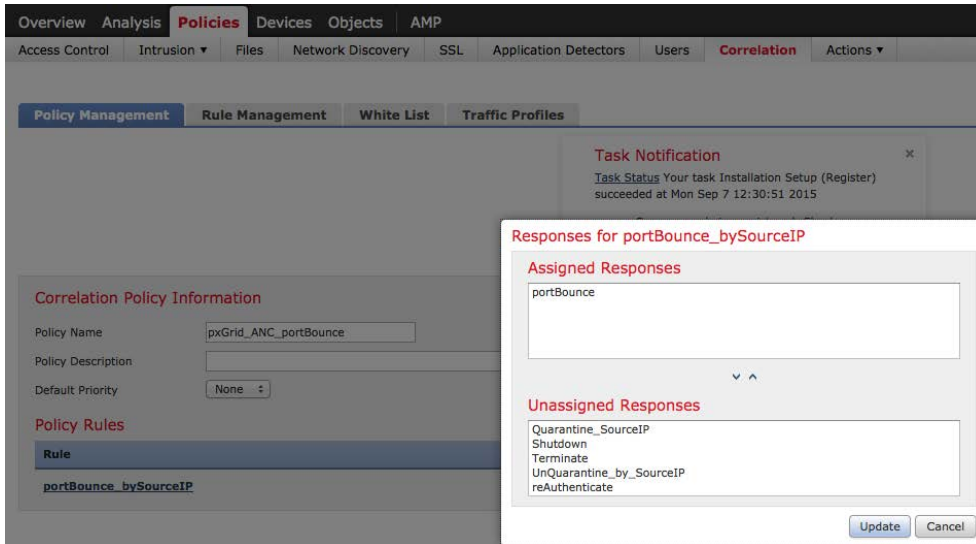 Overview Analysis Policies Devices Objects AMP
Access Control Intrusion ▼ Files Network Discovery SSL Application Detectors Users Correlation Actions ▼
Policy Management Rule Management White List Traffic Profiles
Task Notification ×
Task Status Your task Installation Setup (Register)
succeeded at Mon Sep 7 12:30:51 2015
Correlation Policy Information
Policy Name pxGrid_ANC_portBounce
Policy Description
Default Priority None
Policy Rules
Rule
portBounce_bySourceIP
Responses for portBounce_bySourceIP
Assigned Responses
portBounce
Unassigned Responses
Quarantine_SourceIP
Shutdown
Terminate
UnQuarantine_by_SourceIP
reAuthenticate
Update Cancel